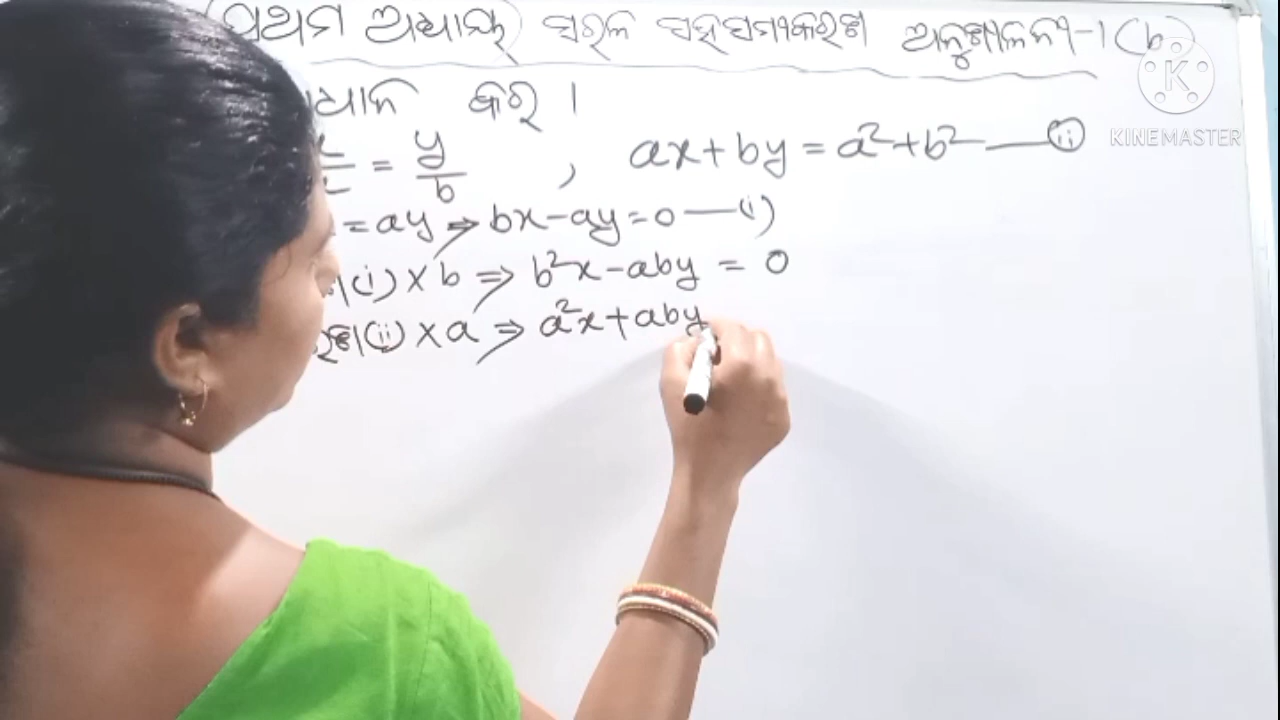 (ପ୍ରଥମ ଅଧ୍ୟାୟ) ସରଳ ସହସମୀକରଣ ଅନୁଶୀଳନୀ-1(b)
ଧାନ କର ।
= y/b , ax+by = a²+b² — (ii)
= ay ⇒ bx-ay=0 — (i)
(i) × b ⇒ b²x-aby = 0
(ii) × a ⇒ a²x+aby
KINEMASTER